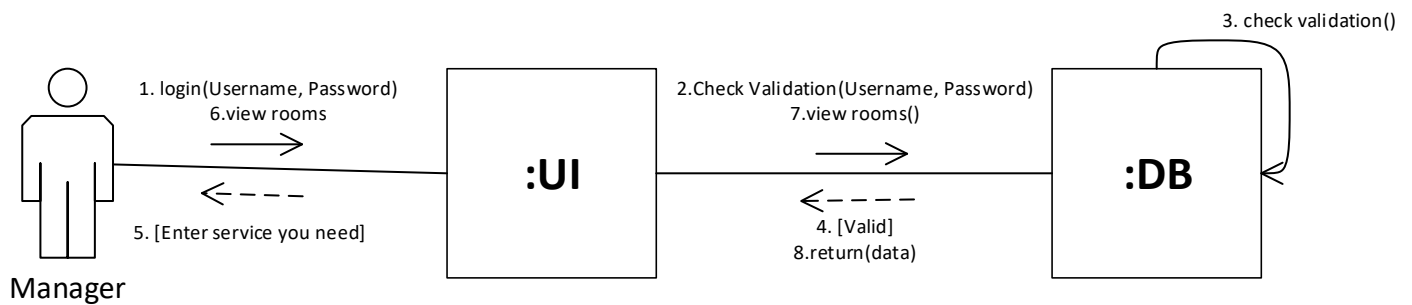 3. check validation()
1. login(Username, Password)
6.view rooms
2.Check Validation(Username, Password)
7.view rooms()
:UI
:DB
5. [Enter service you need]
4. [Valid]
8.return(data)
Manager